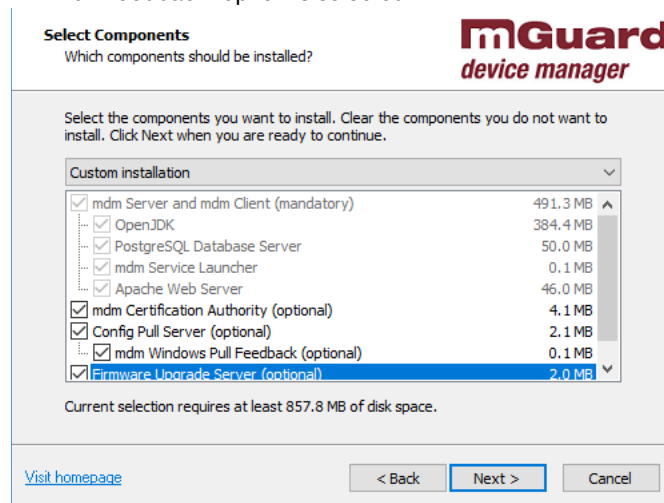 Select Components
Which components should be installed?
mGuard
device manager
Select the components you want to install. Clear the components you do not want to
install. Click Next when you are ready to continue.
Custom installation
mdm Server and mdm Client (mandatory) 491.3 MB
OpenJDK 384.4 MB
PostgreSQL Database Server 50.0 MB
mdm Service Launcher 0.1 MB
Apache Web Server 46.0 MB
mdm Certification Authority (optional) 4.1 MB
Config Pull Server (optional) 2.1 MB
mdm Windows Pull Feedback (optional) 0.1 MB
Firmware Upgrade Server (optional) 2.0 MB
Current selection requires at least 857.8 MB of disk space.
Visit homepage < Back Next > Cancel